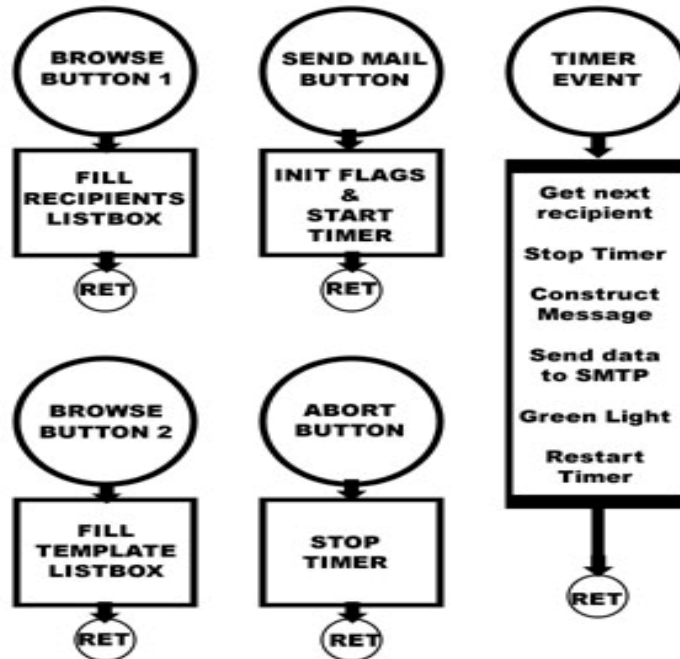 BROWSE
BUTTON 1
FILL
RECIPIENTS
LISTBOX
RET
SEND MAIL
BUTTON
INIT FLAGS
&
START
TIMER
RET
TIMER
EVENT
Get next
recipient
Stop Timer
Construct
Message
Send data
to SMTP
Green Light
Restart
Timer
RET
BROWSE
BUTTON 2
FILL
TEMPLATE
LISTBOX
RET
ABORT
BUTTON
STOP
TIMER
RET